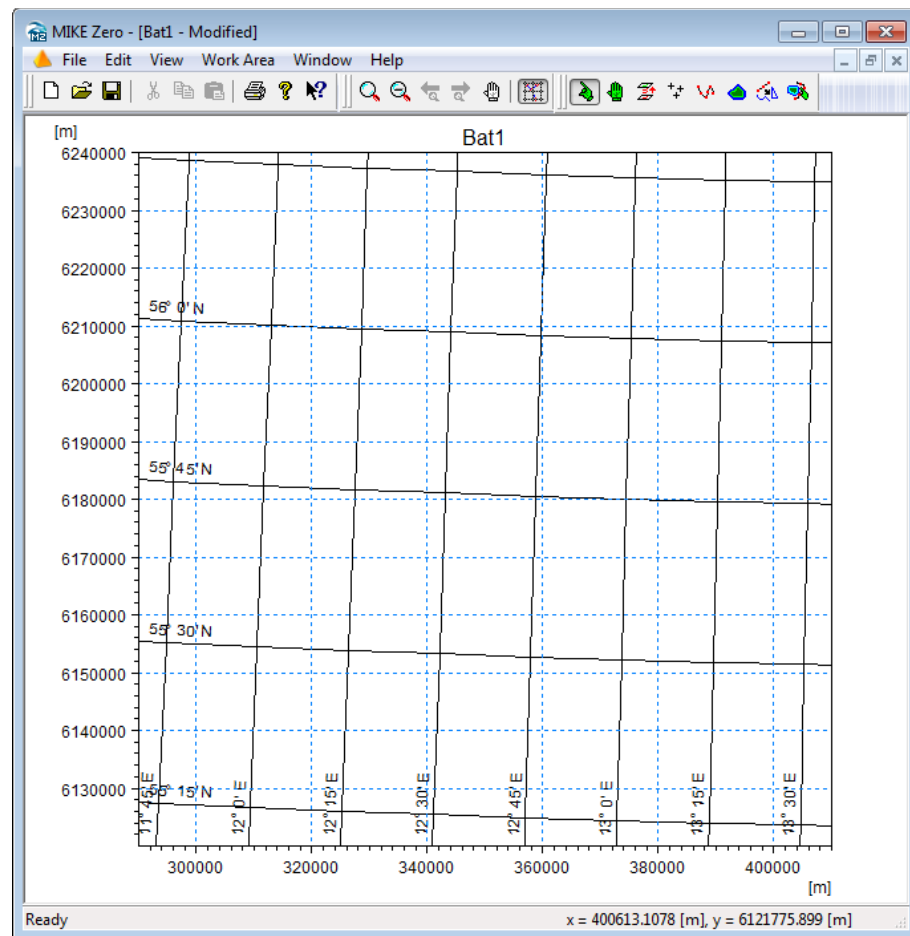 MIKE Zero - [Bat1 - Modified]
File Edit View Work Area Window Help
[m]
Bat1
6240000
6230000
6220000
56° 0' N
6210000
6200000
6190000
55° 45' N
6180000
6170000
6160000
55° 30' N
6150000
6140000
6130000
55° 15' N
11° 45' E
12° 0' E
12° 15' E
12° 30' E
12° 45' E
13° 0' E
13° 15' E
13° 30' E
300000 320000 340000 360000 380000 400000
[m]
Ready x = 400613.1078 [m], y = 6121775.899 [m]